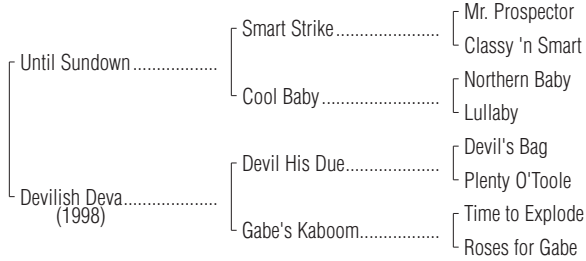 Mr. Prospector
Smart Strike..................
Classy 'n Smart
Until Sundown..................
Northern Baby
Cool Baby.........................
Lullaby
Devil's Bag
Devil His Due....................
Plenty O'Toole
Devilish Deva....................
(1998)
Time to Explode
Gabe's Kaboom.................
Roses for Gabe